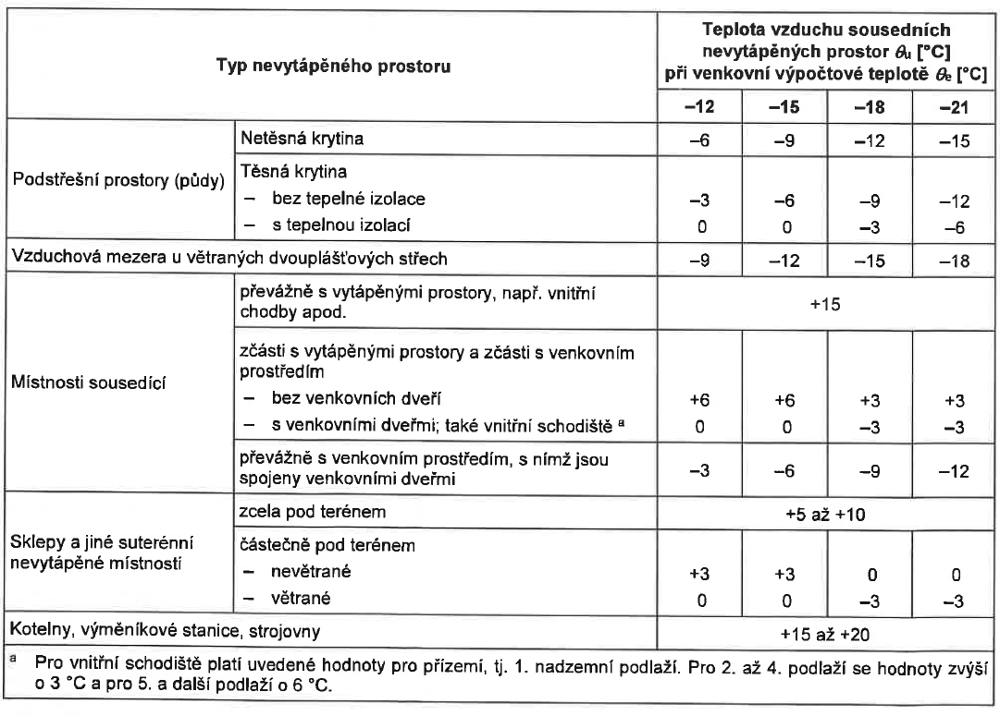 Typ nevytápěného prostoru
Teplota vzduchu sousedních
nevytápěných prostor θu [°C]
při venkovní výpočtové teplotě θe [°C]
–12 –15 –18 –21
Podstřešní prostory (půdy)
Netěsná krytina –6 –9 –12 –15
Těsná krytina
– bez tepelné izolace –3 –6 –9 –12
– s tepelnou izolací 0 0 –3 –6
Vzduchová mezera u větraných dvouplášťových střech –9 –12 –15 –18
Místnosti sousedící
převážně s vytápěnými prostory, např. vnitřní
chodby apod.
+15
zčásti s vytápěnými prostory a zčásti s venkovním
prostředím
– bez venkovních dveří +6 +6 +3 +3
– s venkovními dveřmi; také vnitřní schodiště a 0 0 –3 –3
převážně s venkovním prostředím, s nímž jsou
spojeny venkovními dveřmi
–3 –6 –9 –12
Sklepy a jiné suterénní
nevytápěné místnosti
zcela pod terénem +5 až +10
částečně pod terénem
– nevětrané +3 +3 0 0
– větrané 0 0 –3 –3
Kotelny, výměníkové stanice, strojovny +15 až +20
a Pro vnitřní schodiště platí uvedené hodnoty pro přízemí, tj. 1. nadzemní podlaží. Pro 2. až 4. podlaží se hodnoty zvýší
o 3 °C a pro 5. a další podlaží o 6 °C.